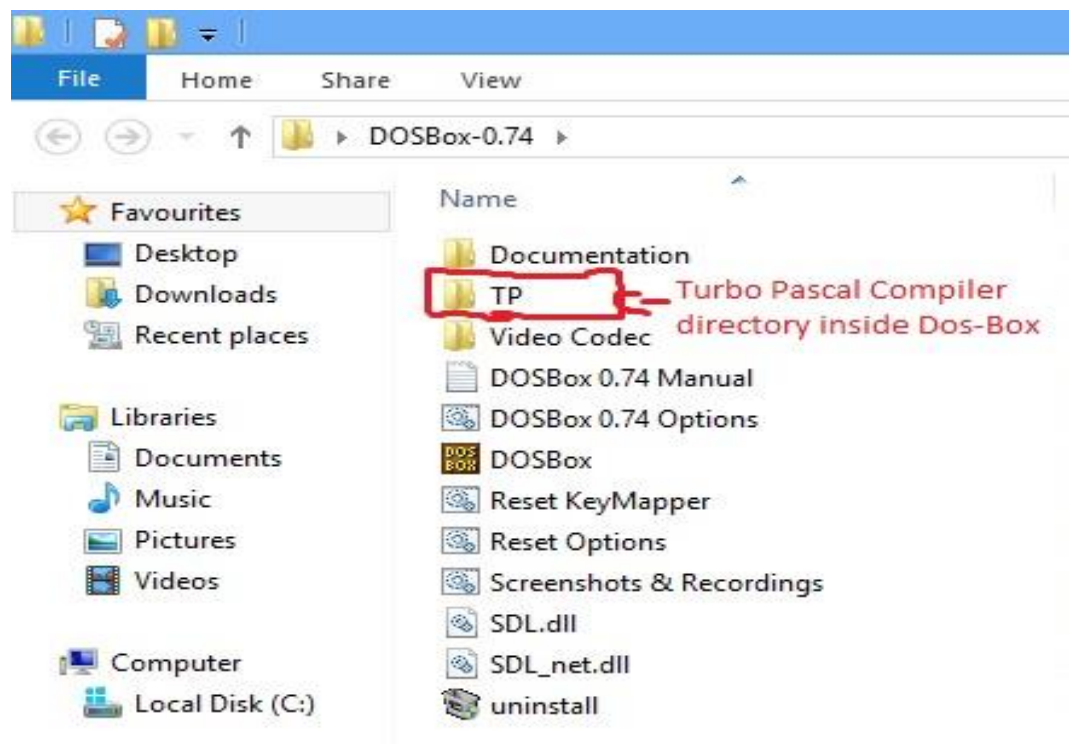 File Home Share View
DOSBox-0.74
Name
Favourites
Desktop
Downloads
Recent places
Libraries
Documents
Music
Pictures
Videos
Computer
Local Disk (C:)
Documentation
TP
Turbo Pascal Compiler
directory inside Dos-Box
Video Codec
DOSBox 0.74 Manual
DOSBox 0.74 Options
DOS
BOX
DOSBox
Reset KeyMapper
Reset Options
Screenshots & Recordings
SDL.dll
SDL_net.dll
uninstall